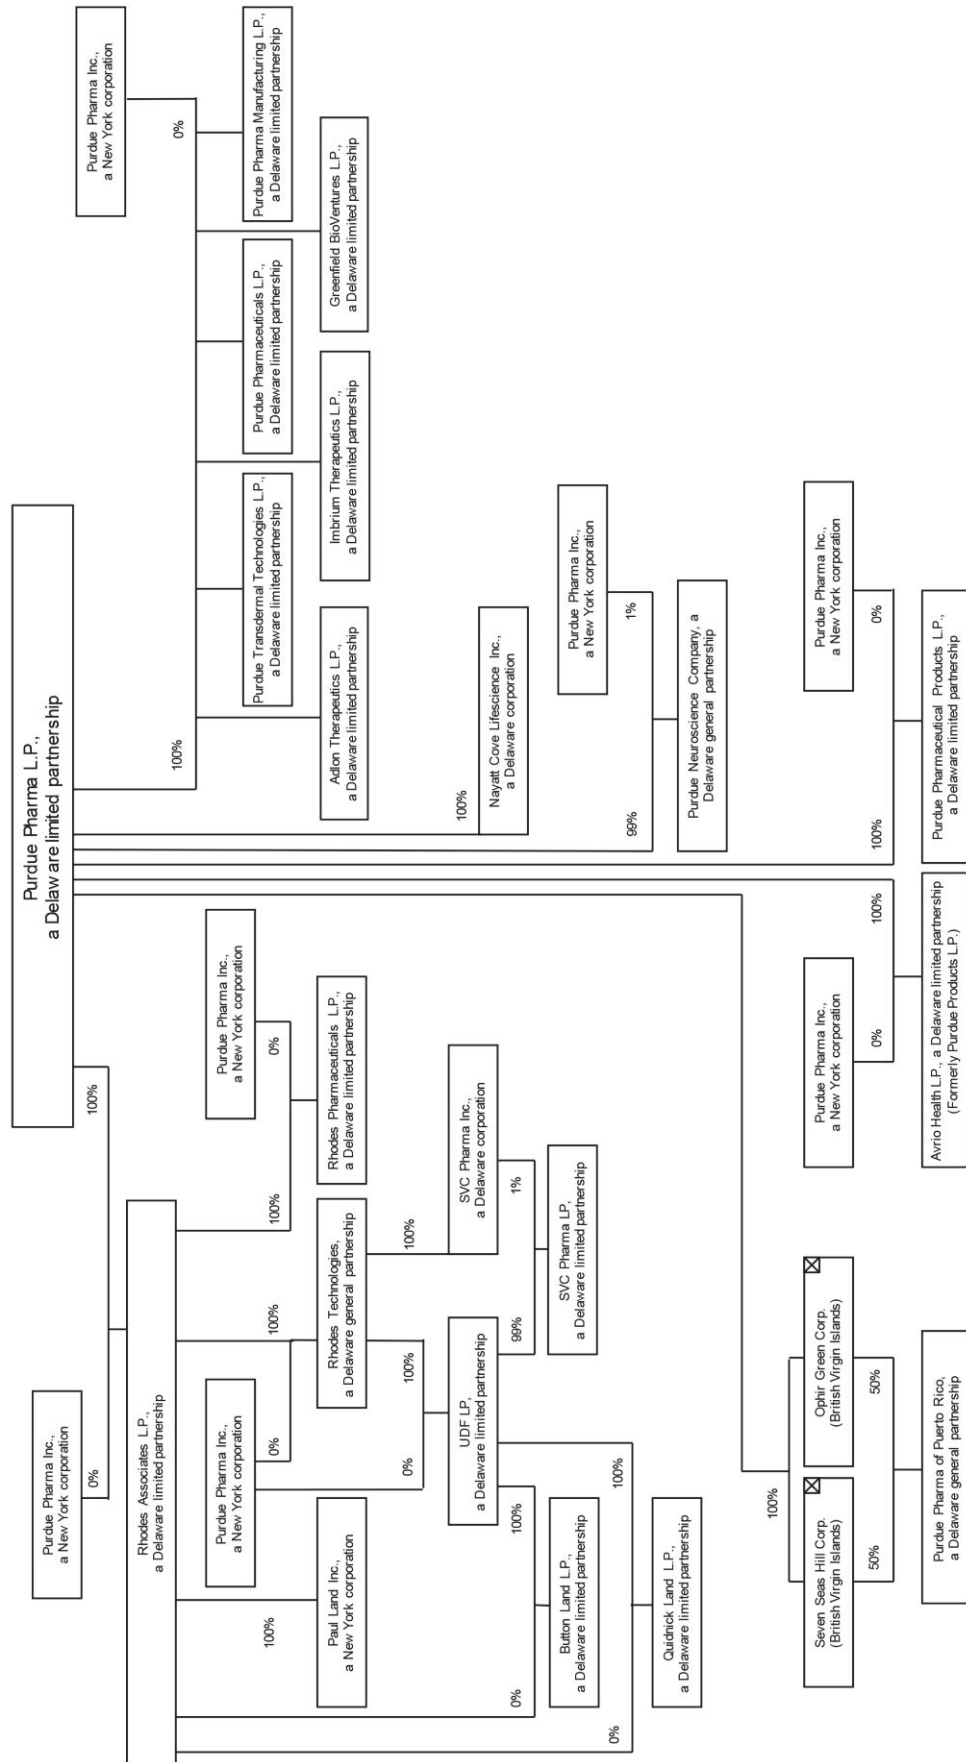 Purdue Pharma L.P.,
a Delaware limited partnership
Purdue Pharma Inc.,
a New York corporation
0%
100%
Rhodes Associates L.P.,
a Delaware limited partnership
100%
Paul Land Inc.,
a New York corporation
Purdue Pharma Inc.,
a New York corporation
0%
100%
Rhodes Technologies,
a Delaware general partnership
100%
0%
Purdue Pharma Inc.,
a New York corporation
Rhodes Pharmaceuticals L.P.,
a Delaware limited partnership
0%
100%
UDF LP,
a Delaware limited partnership
100%
SVC Pharma Inc.,
a Delaware corporation
99%
1%
SVC Pharma LP,
a Delaware limited partnership
0%
100%
Button Land L.P.,
a Delaware limited partnership
0%
100%
Quidnick Land L.P.,
a Delaware limited partnership
100%
0%
Purdue Pharma Inc.,
a New York corporation
Purdue Transdermal Technologies L.P.,
a Delaware limited partnership
Purdue Pharmaceuticals L.P.,
a Delaware limited partnership
Purdue Pharma Manufacturing L.P.,
a Delaware limited partnership
Adlon Therapeutics L.P.,
a Delaware limited partnership
Imbrium Therapeutics L.P.,
a Delaware limited partnership
Greenfield BioVentures L.P.,
a Delaware limited partnership
100%
Nayatt Cove Lifescience Inc.,
a Delaware corporation
Purdue Pharma Inc.,
a New York corporation
99%
1%
Purdue Neuroscience Company, a
Delaware general partnership
100%
Seven Seas Hill Corp.
(British Virgin Islands)
Ophir Green Corp.
(British Virgin Islands)
50%
50%
Purdue Pharma of Puerto Rico,
a Delaware general partnership
Purdue Pharma Inc.,
a New York corporation
0%
100%
Avrio Health L.P., a Delaware limited partnership
(Formerly Purdue Products L.P.)
Purdue Pharma Inc.,
a New York corporation
100%
0%
Purdue Pharmaceutical Products L.P.,
a Delaware limited partnership